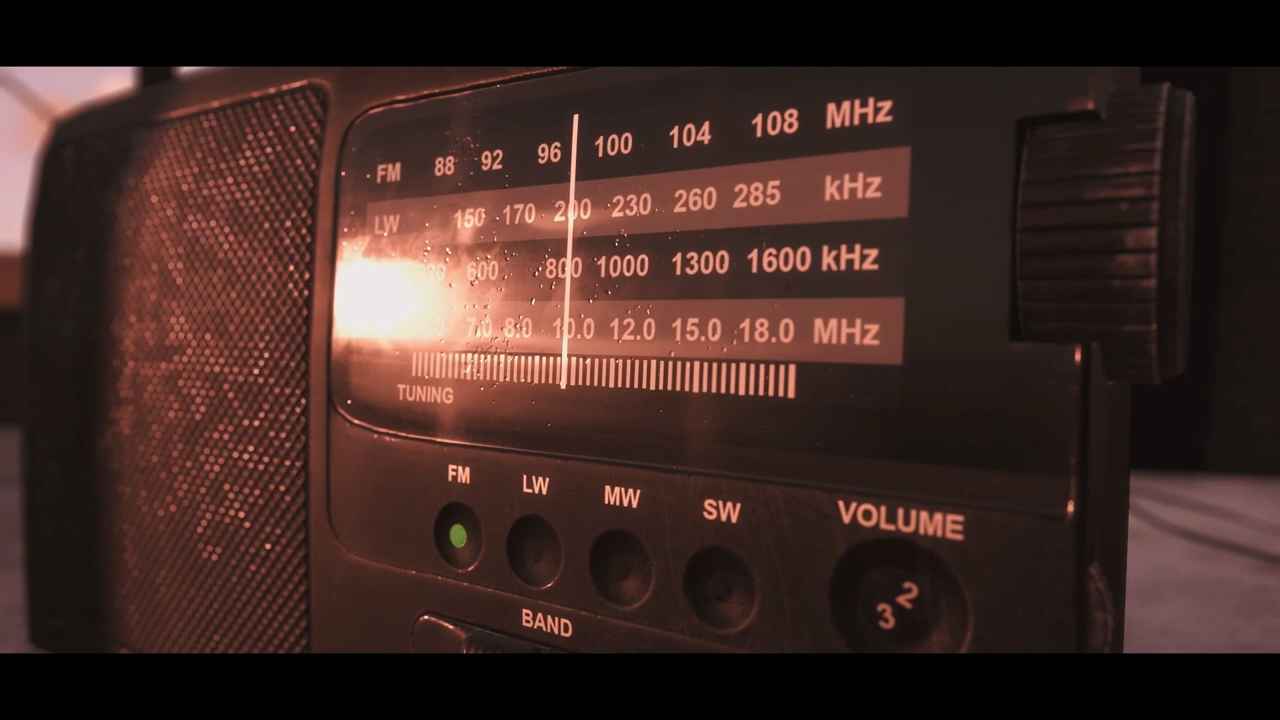 FM 88 92 96 100 104 108 MHz
LW 150 170 200 230 260 285 kHz
600 800 1000 1300 1600 kHz
7.0 8.0 10.0 12.0 15.0 18.0 MHz
TUNING
FM LW MW SW
VOLUME
2
3
BAND